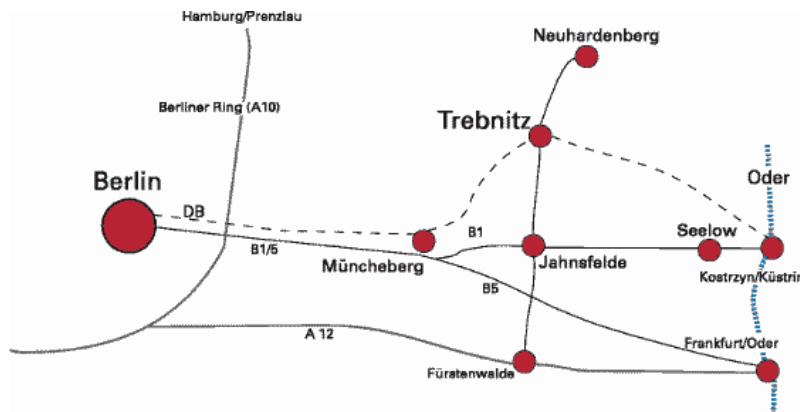 Hamburg/Prenzlau
Neuhardenberg
Berliner Ring (A10)
Trebnitz
Berlin
Oder
DB
B1
Seelow
B1/5
Müncheberg
Jahnsfelde
Kostrzyn/Küstrin
B5
A 12
Frankfurt/Oder
Fürstenwalde